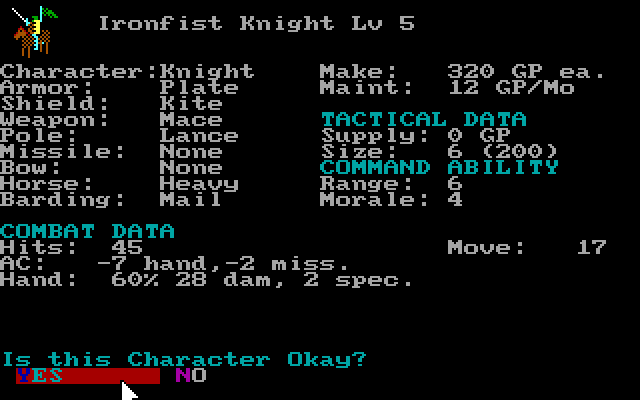 Ironfist Knight Lv 5
Character:Knight Make: 320 GP ea.
Armor: Plate Maint: 12 GP/Mo
Shield: Kite
Weapon: Mace TACTICAL DATA
Pole: Lance Supply: 0 GP
Missile: None Size: 6 (200)
Bow: None COMMAND ABILITY
Horse: Heavy Range: 6
Barding: Mail Morale: 4
COMBAT DATA
Hits: 45 Move: 17
AC: -7 hand,-2 miss.
Hand: 60% 28 dam, 2 spec.
Is this Character Okay?
YES NO